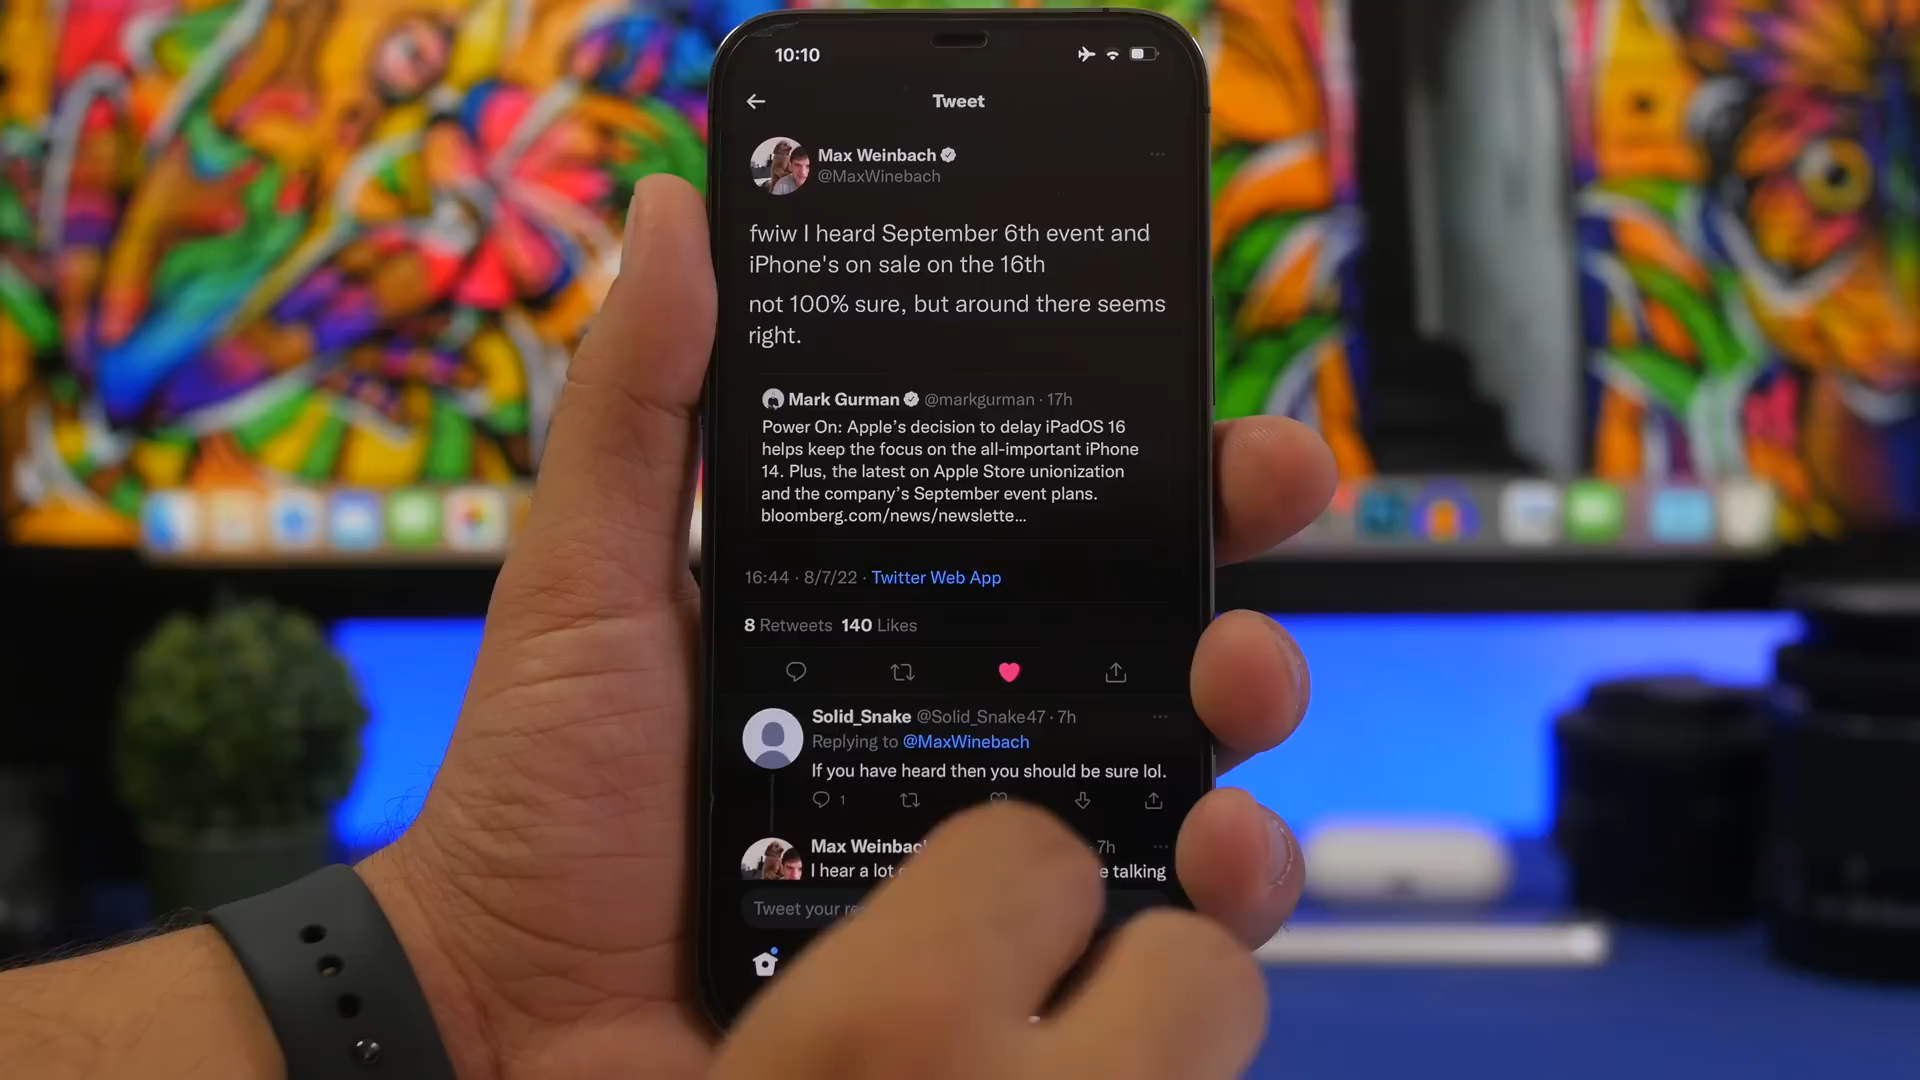 10:10
Tweet
Max Weinbach
@MaxWinebach
fwiw I heard September 6th event and
iPhone's on sale on the 16th
not 100% sure, but around there seems
right.
Mark Gurman @markgurman · 17h
Power On: Apple's decision to delay iPadOS 16
helps keep the focus on the all-important iPhone
14. Plus, the latest on Apple Store unionization
and the company's September event plans.
bloomberg.com/news/newslette...
16:44 · 8/7/22 · Twitter Web App
8 Retweets 140 Likes
Solid_Snake @Solid_Snake47 · 7h
Replying to @MaxWinebach
If you have heard then you should be sure lol.
1
Max 7h
I hear a lot talking
Tweet your